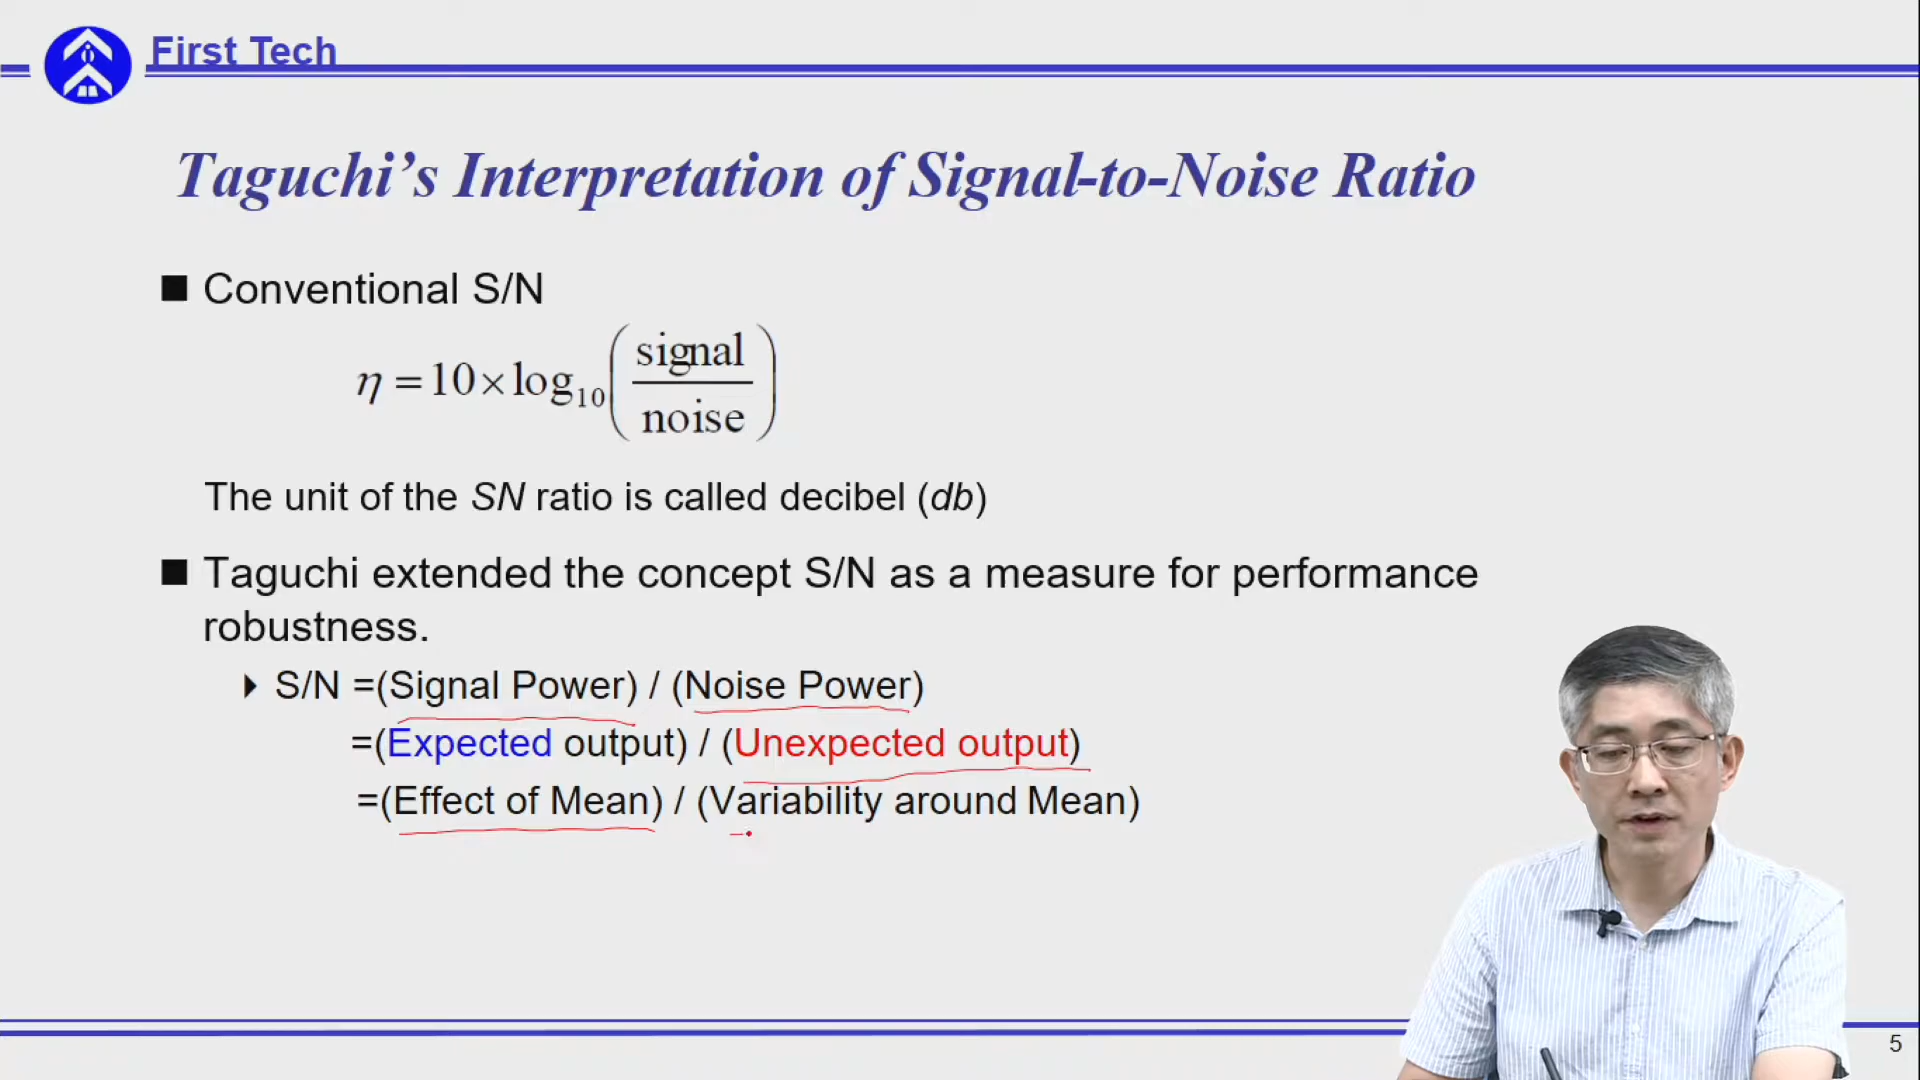 First Tech
Taguchi’s Interpretation of Signal-to-Noise Ratio
■ Conventional S/N
η = 10 × log₁₀(signal / noise)
The unit of the SN ratio is called decibel (db)
■ Taguchi extended the concept S/N as a measure for performance
robustness.
S/N =(Signal Power) / (Noise Power)
=(Expected output) / (Unexpected output)
=(Effect of Mean) / (Variability around Mean)
5